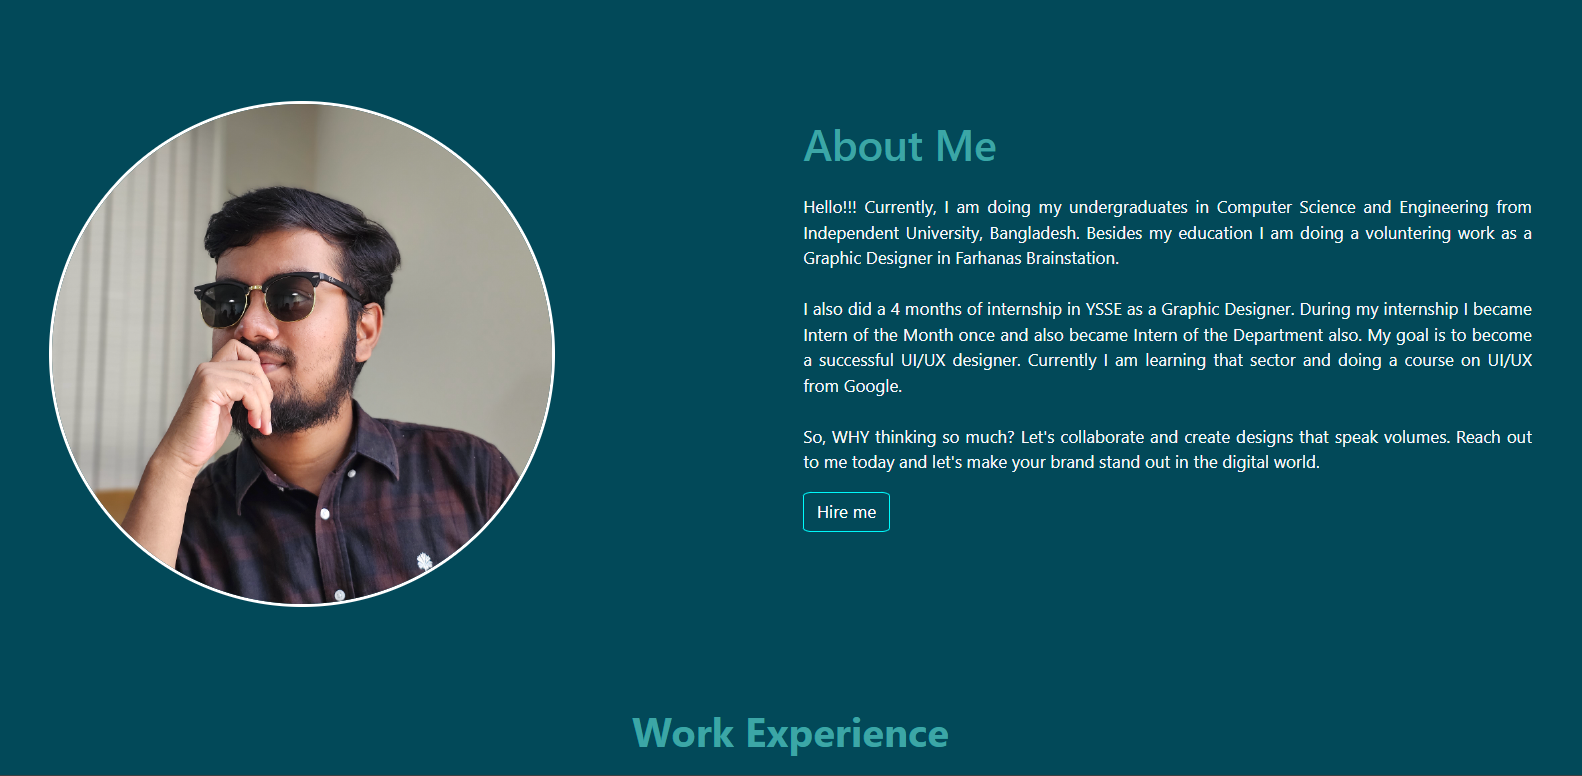 About Me
Hello!!! Currently, I am doing my undergraduates in Computer Science and Engineering from
Independent University, Bangladesh. Besides my education I am doing a voluntering work as a
Graphic Designer in Farhanas Brainstation.
I also did a 4 months of internship in YSSE as a Graphic Designer. During my internship I became
Intern of the Month once and also became Intern of the Department also. My goal is to become
a successful UI/UX designer. Currently I am learning that sector and doing a course on UI/UX
from Google.
So, WHY thinking so much? Let's collaborate and create designs that speak volumes. Reach out
to me today and let's make your brand stand out in the digital world.
Hire me
Work Experience